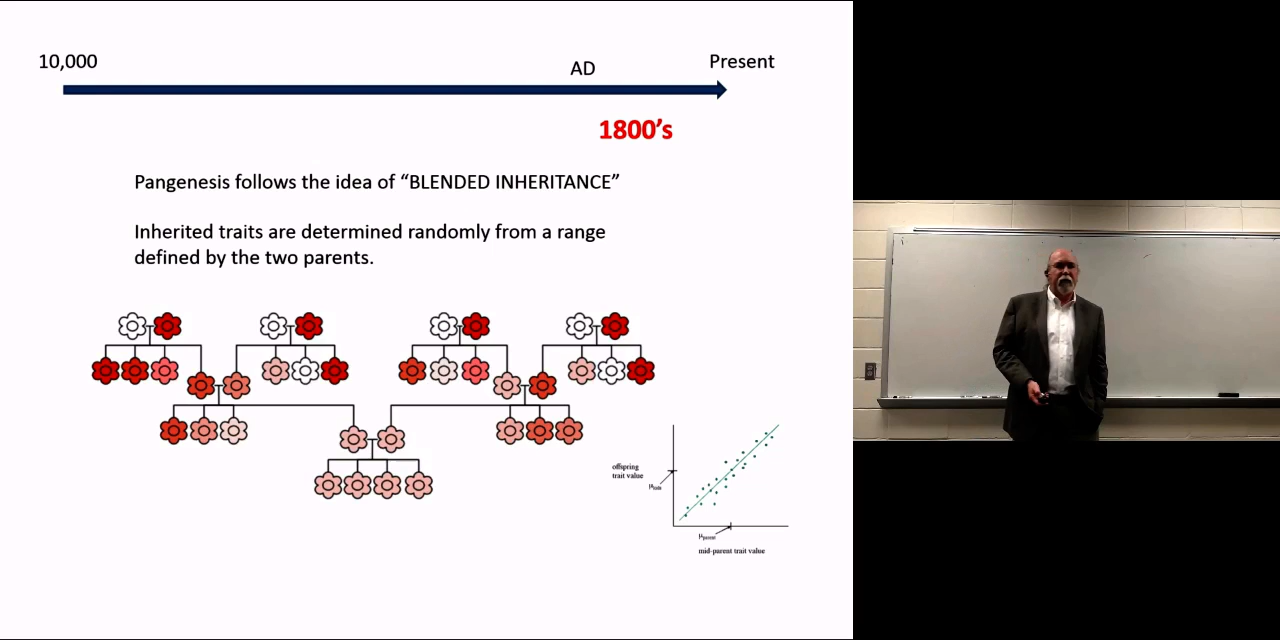 10,000
AD
Present
1800’s
Pangenesis follows the idea of “BLENDED INHERITANCE”
Inherited traits are determined randomly from a range
defined by the two parents.
offspring
trait value
μparent
mid-parent trait value